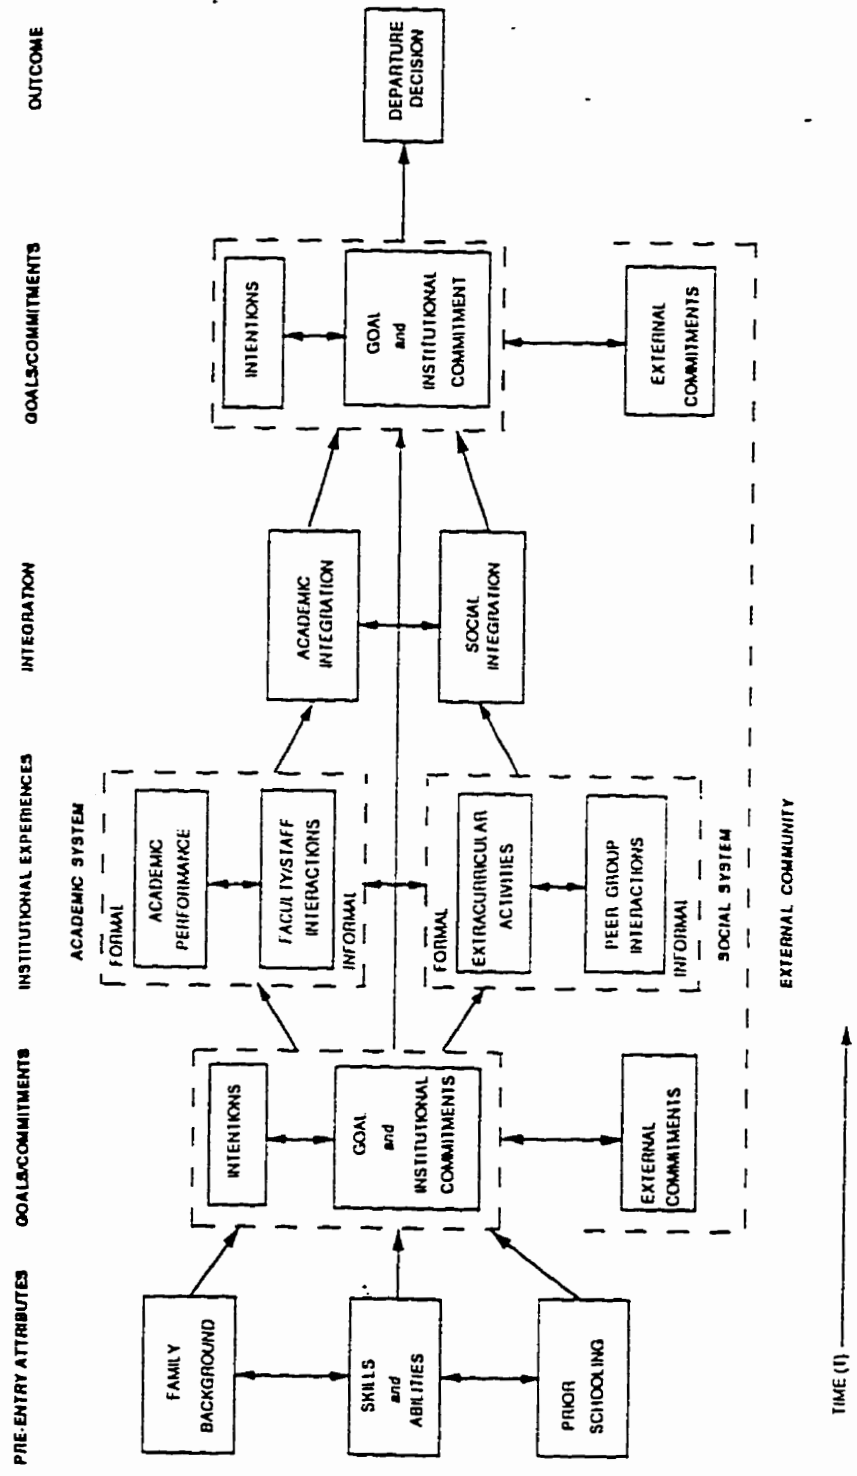 PRE-ENTRY ATTRIBUTES
GOALS/COMMITMENTS
INSTITUTIONAL EXPERIENCES
INTEGRATION
GOALS/COMMITMENTS
OUTCOME
ACADEMIC SYSTEM
FORMAL
FAMILY
BACKGROUND
SKILLS
and
ABILITIES
PRIOR
SCHOOLING
INTENTIONS
GOAL
and
INSTITUTIONAL
COMMITMENTS
EXTERNAL
COMMITMENTS
ACADEMIC
PERFORMANCE
FACULTY/STAFF
INTERACTIONS
INFORMAL
FORMAL
EXTRACURRICULAR
ACTIVITIES
PEER GROUP
INTERACTIONS
INFORMAL
SOCIAL SYSTEM
ACADEMIC
INTEGRATION
SOCIAL
INTEGRATION
INTENTIONS
GOAL
and
INSTITUTIONAL
COMMITMENT
EXTERNAL
COMMITMENTS
DEPARTURE
DECISION
EXTERNAL COMMUNITY
TIME (T)